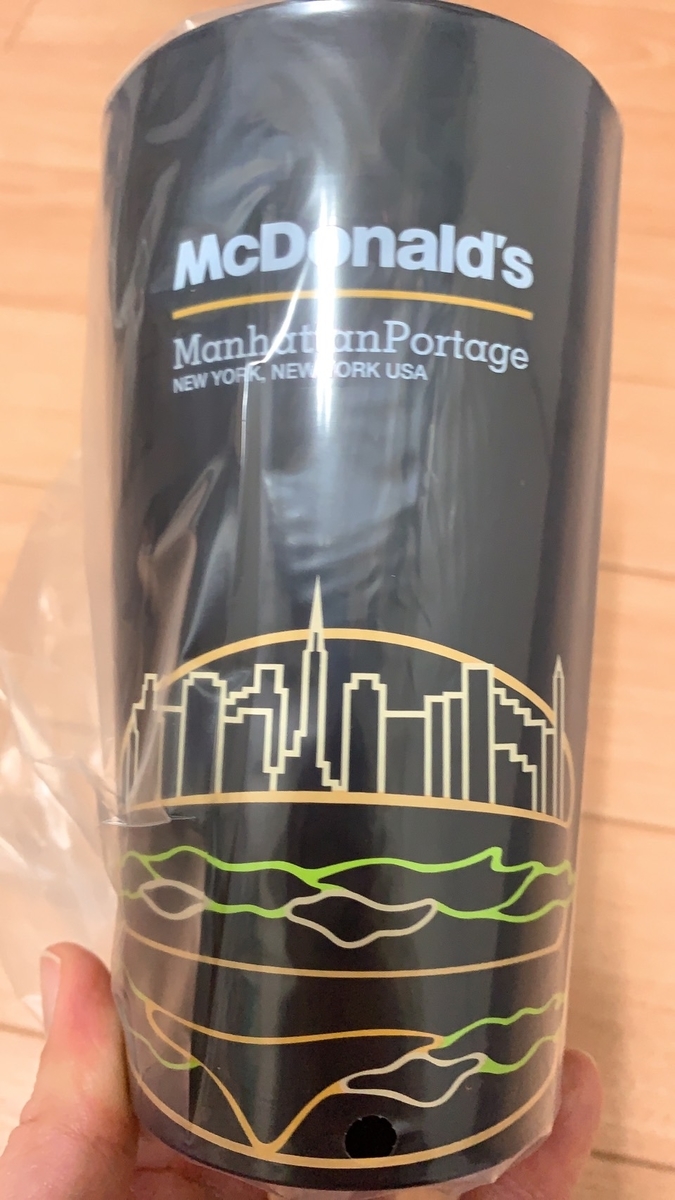 McDonald's
ManhattanPortage
NEW YORK, NEW YORK USA